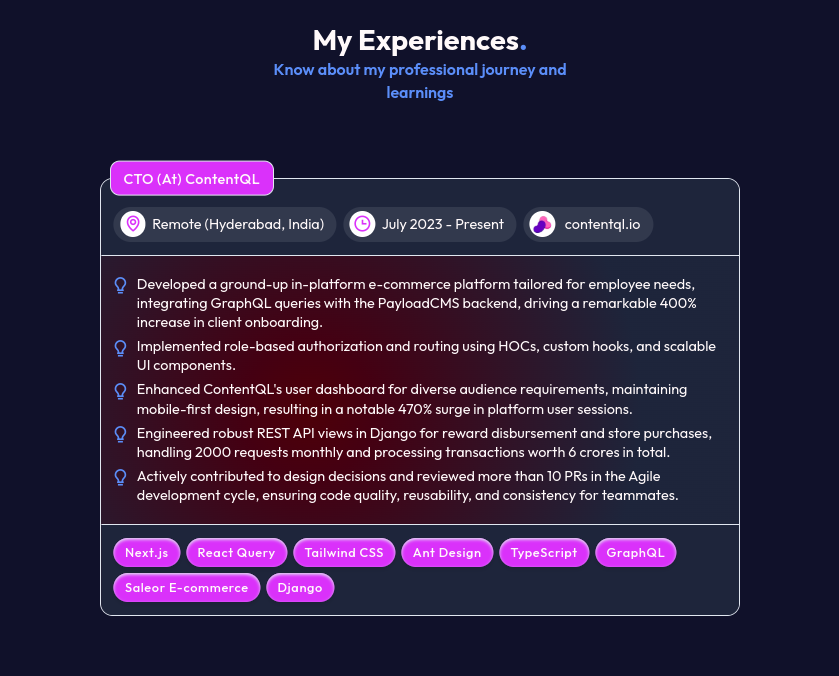 My Experiences.
Know about my professional journey and
learnings
CTO (At) ContentQL
Remote (Hyderabad, India)
July 2023 - Present
contentql.io
Developed a ground-up in-platform e-commerce platform tailored for employee needs,
integrating GraphQL queries with the PayloadCMS backend, driving a remarkable 400%
increase in client onboarding.
Implemented role-based authorization and routing using HOCs, custom hooks, and scalable
UI components.
Enhanced ContentQL's user dashboard for diverse audience requirements, maintaining
mobile-first design, resulting in a notable 470% surge in platform user sessions.
Engineered robust REST API views in Django for reward disbursement and store purchases,
handling 2000 requests monthly and processing transactions worth 6 crores in total.
Actively contributed to design decisions and reviewed more than 10 PRs in the Agile
development cycle, ensuring code quality, reusability, and consistency for teammates.
Next.js
React Query
Tailwind CSS
Ant Design
TypeScript
GraphQL
Saleor E-commerce
Django